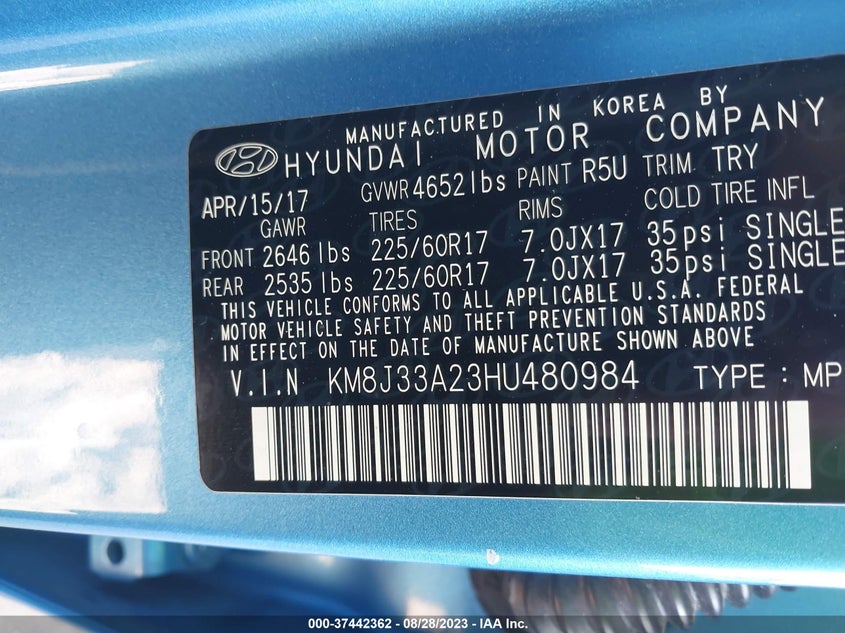 MANUFACTURED IN KOREA BY
HYUNDAI MOTOR COMPANY
APR/15/17 GVWR 4652 lbs PAINT R5U TRIM TRY
GAWR TIRES RIMS COLD TIRE INFL
FRONT 2646 lbs 225/60R17 7.0JX17 35psi SINGLE
REAR 2535 lbs 225/60R17 7.0JX17 35psi SINGLE
THIS VEHICLE CONFORMS TO ALL APPLICABLE U.S.A. FEDERAL
MOTOR VEHICLE SAFETY AND THEFT PREVENTION STANDARDS
IN EFFECT ON THE DATE OF MANUFACTURE SHOWN ABOVE
V.I.N KM8J33A23HU480984 TYPE : MP
000-37442362 - 08/28/2023 - IAA Inc.